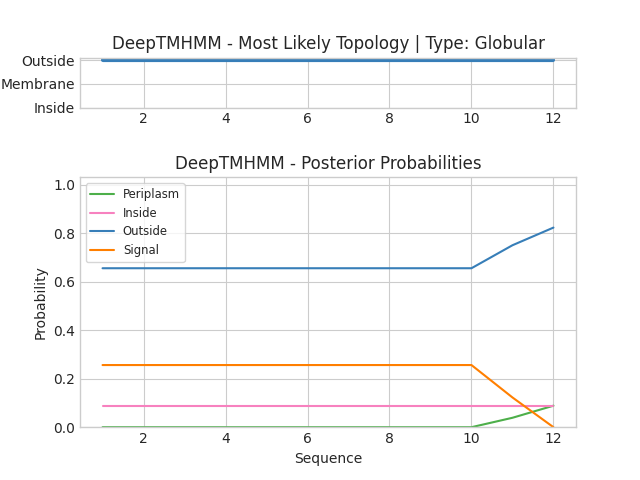 DeepTMHMM - Most Likely Topology | Type: Globular
Outside
Membrane
Inside
2 4 6 8 10 12
DeepTMHMM - Posterior Probabilities
1.0
0.8
0.6
0.4
0.2
0.0
Probability
Periplasm
Inside
Outside
Signal
2 4 6 8 10 12
Sequence